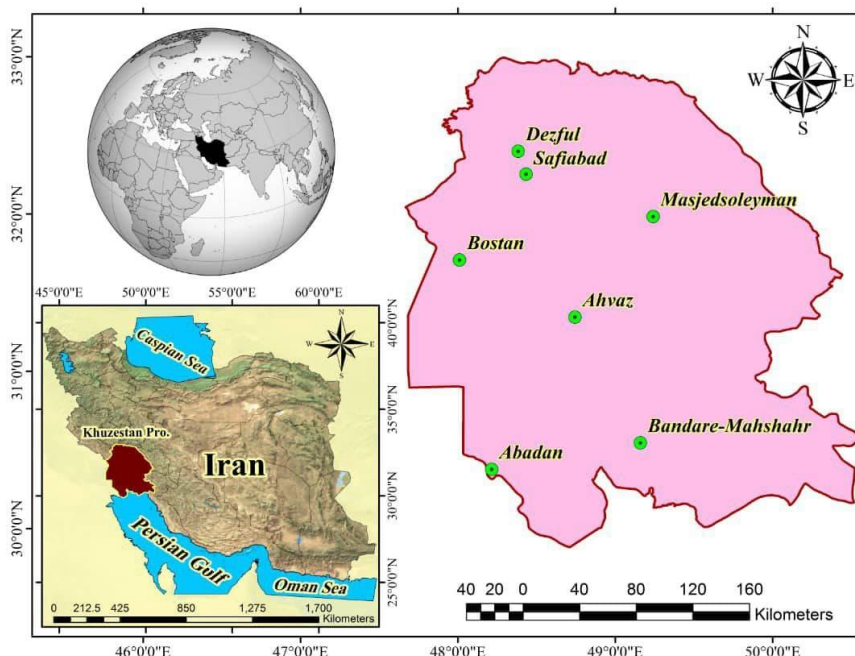 33°0'0"N
32°0'0"N
31°0'0"N
30°0'0"N
46°0'0"E
47°0'0"E
48°0'0"E
49°0'0"E
50°0'0"E
N
W
E
S
Dezful
Safiabad
Masjedsoleyman
Bostan
Ahvaz
Bandare-Mahshahr
Abadan
40 20 0 40 80 120 160
Kilometers
45°0'0"E
50°0'0"E
55°0'0"E
60°0'0"E
40°0'0"N
35°0'0"N
30°0'0"N
25°0'0"N
N
W
E
S
Caspian Sea
Khuzestan Pro.
Iran
Persian Gulf
Oman Sea
0 212.5 425 850 1,275 1,700
Kilometers